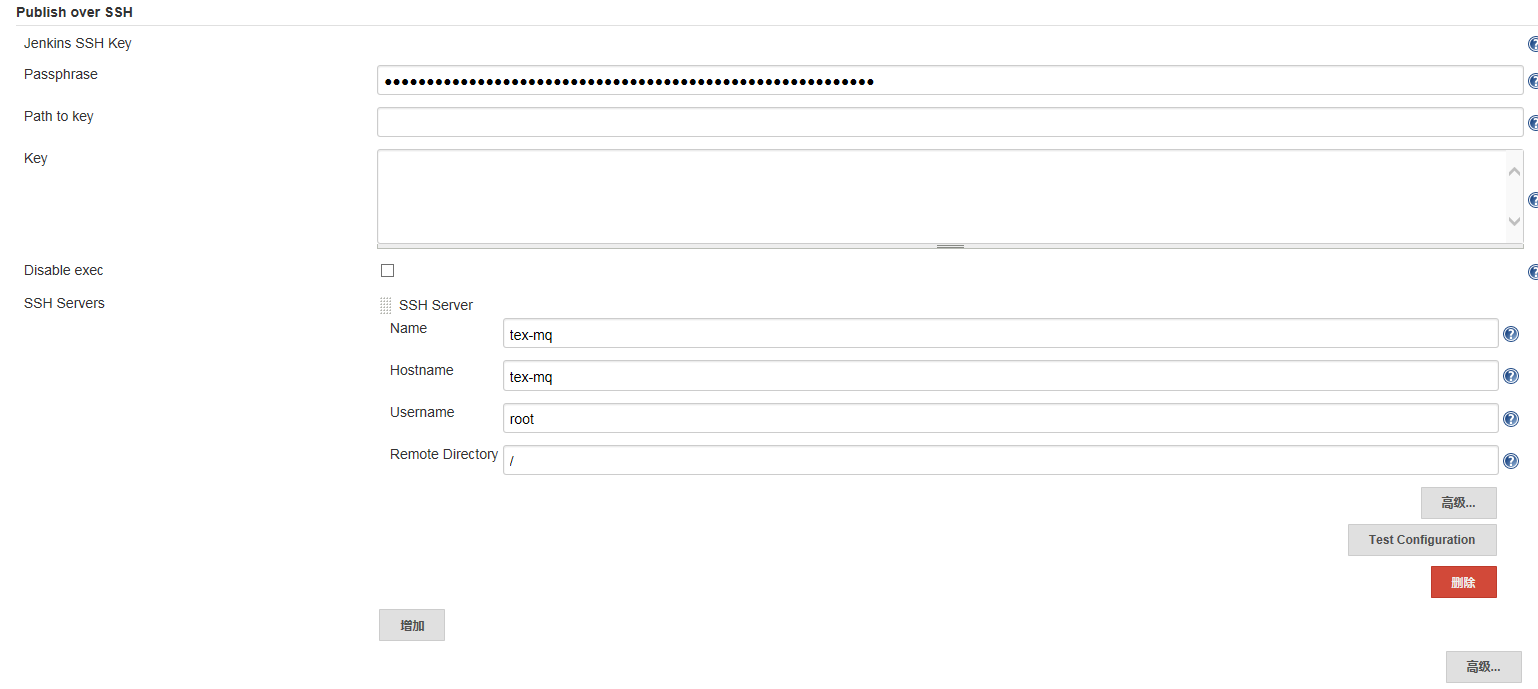 Publish over SSH
Jenkins SSH Key
Passphrase
●●●●●●●●●●●●●●●●●●●●●●●●●●●●●●●●●●●●●●●●●●●●●●●●●●●●●●●●●●
Path to key
Key
Disable exec
SSH Servers
SSH Server
Name
tex-mq
Hostname
tex-mq
Username
root
Remote Directory
/
高级...
Test Configuration
删除
增加
高级...